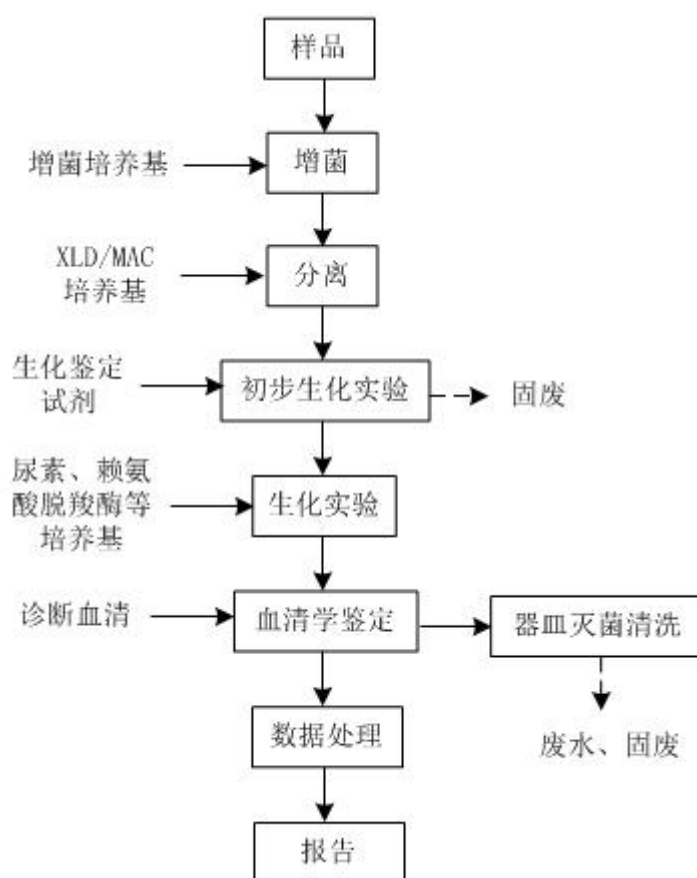 样品
增菌培养基
增菌
XLD/MAC
培养基
分离
生化鉴定
试剂
初步生化实验
固废
尿素、赖氨
酸脱羧酶等
培养基
生化实验
诊断血清
血清学鉴定
器皿灭菌清洗
数据处理
废水、固废
报告